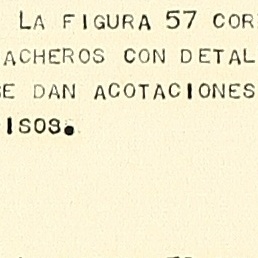 LA FIGURA 57 COR
ACHEROS CON DETAL
SE DAN ACOTACIONES
ISOS.